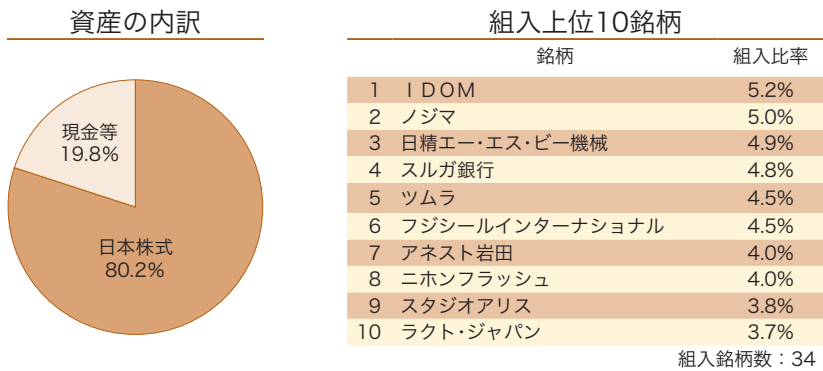 資産の内訳
現金等
19.8%
日本株式
80.2%
組入上位10銘柄
銘柄 組入比率
1 ＩＤＯＭ 5.2%
2 ノジマ 5.0%
3 日精エー・エス・ビー機械 4.9%
4 スルガ銀行 4.8%
5 ツムラ 4.5%
6 フジシールインターナショナル 4.5%
7 アネスト岩田 4.0%
8 ニホンフラッシュ 4.0%
9 スタジオアリス 3.8%
10 ラクト・ジャパン 3.7%
組入銘柄数：34